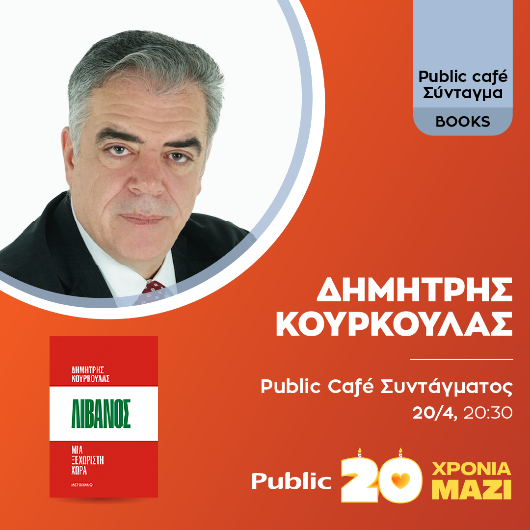 Public café
Σύνταγμα
BOOKS
ΔΗΜΗΤΡΗΣ
ΚΟΥΡΚΟΥΛΑΣ
Public Café Συντάγματος
20/4, 20:30
ΔΗΜΗΤΡΗΣ
ΚΟΥΡΚΟΥΛΑΣ
ΛΙΒΑΝΟΣ
ΜΙΑ
ΞΕΧΩΡΙΣΤΗ
ΧΩΡΑ
ΜΕΤΑΙΧΜΙΟ
Public 20 ΧΡΟΝΙΑ
ΜΑΖΙ